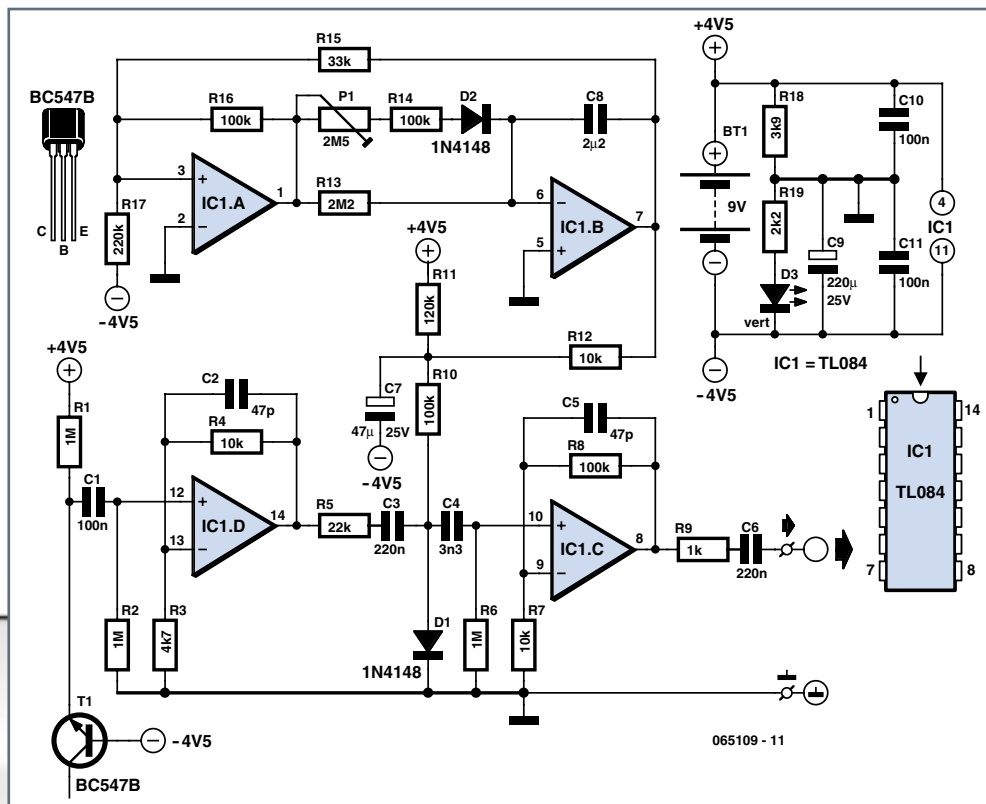 BC547B
C
B
E
R15
33k
R16
100k
P1
2M5
R14
100k
D2
1N4148
C8
2µ2
3
+
2
−
IC1.A
1
R13
2M2
6
−
5
+
IC1.B
7
R17
220k
−
-4V5
+4V5
+
R11
120k
R12
10k
R10
100k
C7
47µ
25V
−
-4V5
+4V5
+
R1
1M
C1
100n
C2
47p
R4
10k
12
+
13
−
IC1.D
14
R5
22k
C3
220n
C4
3n3
C5
47p
R8
100k
10
+
9
−
IC1.C
8
R9
1k
C6
220n
R2
1M
R3
4k7
D1
1N4148
R6
1M
R7
10k
T1
−
-4V5
BC547B
065109 - 11
+4V5
+
BT1
+
9V
−
R18
3k9
R19
2k2
D3
vert
C9
220µ
25V
C10
100n
C11
100n
4
IC1
11
−
-4V5
IC1 = TL084
1
14
IC1
TL084
7
8